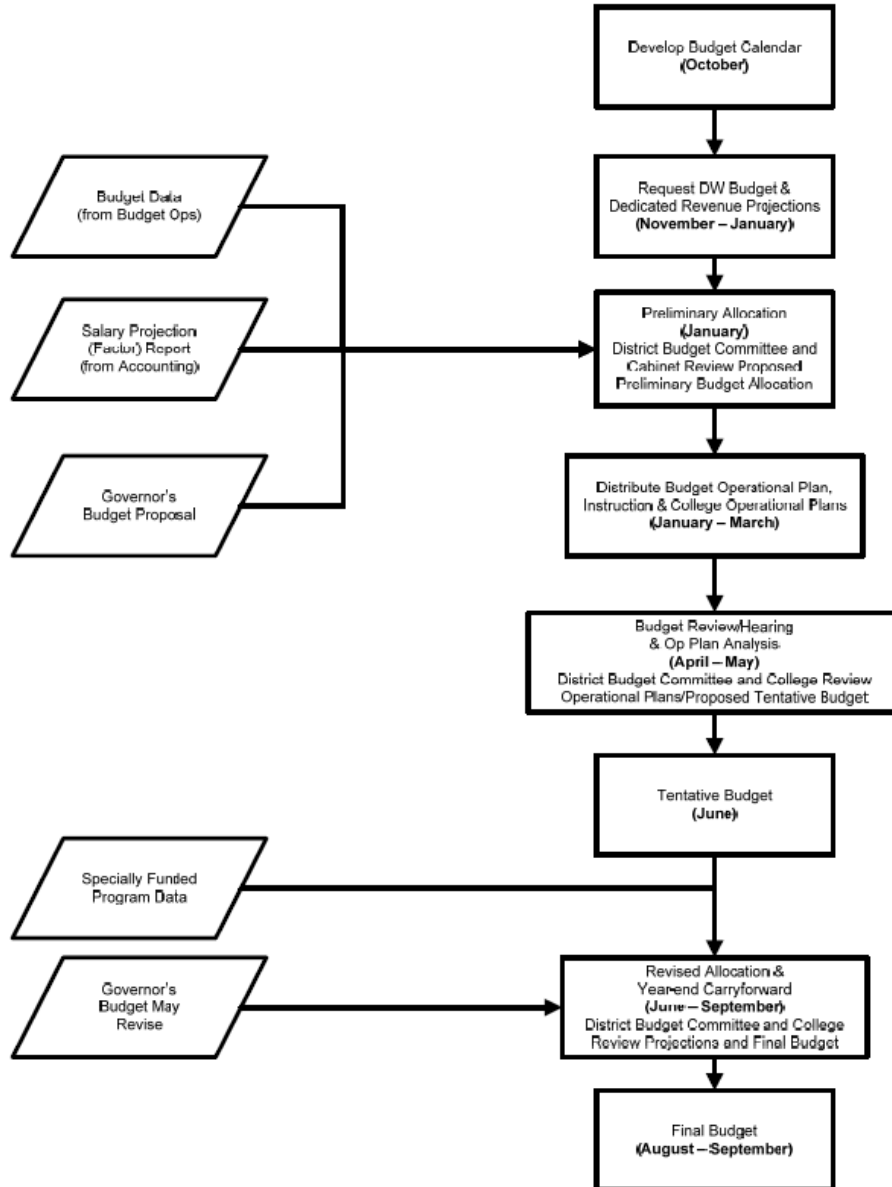 Develop Budget Calendar
(October)
Budget Data
(from Budget Ops)
Request DW Budget &
Dedicated Revenue Projections
(November – January)
Salary Projection
(Factor) Report
(from Accounting)
Preliminary Allocation
(January)
District Budget Committee and
Cabinet Review Proposed
Preliminary Budget Allocation
Governor's
Budget Proposal
Distribute Budget Operational Plan,
Instruction & College Operational Plans
(January – March)
Budget Review/Hearing
& Op Plan Analysis
(April – May)
District Budget Committee and College Review
Operational Plans/Proposed Tentative Budget
Tentative Budget
(June)
Specially Funded
Program Data
Governor's
Budget May
Revise
Revised Allocation &
Year-end Carryforward
(June – September)
District Budget Committee and College
Review Projections and Final Budget
Final Budget
(August – September)